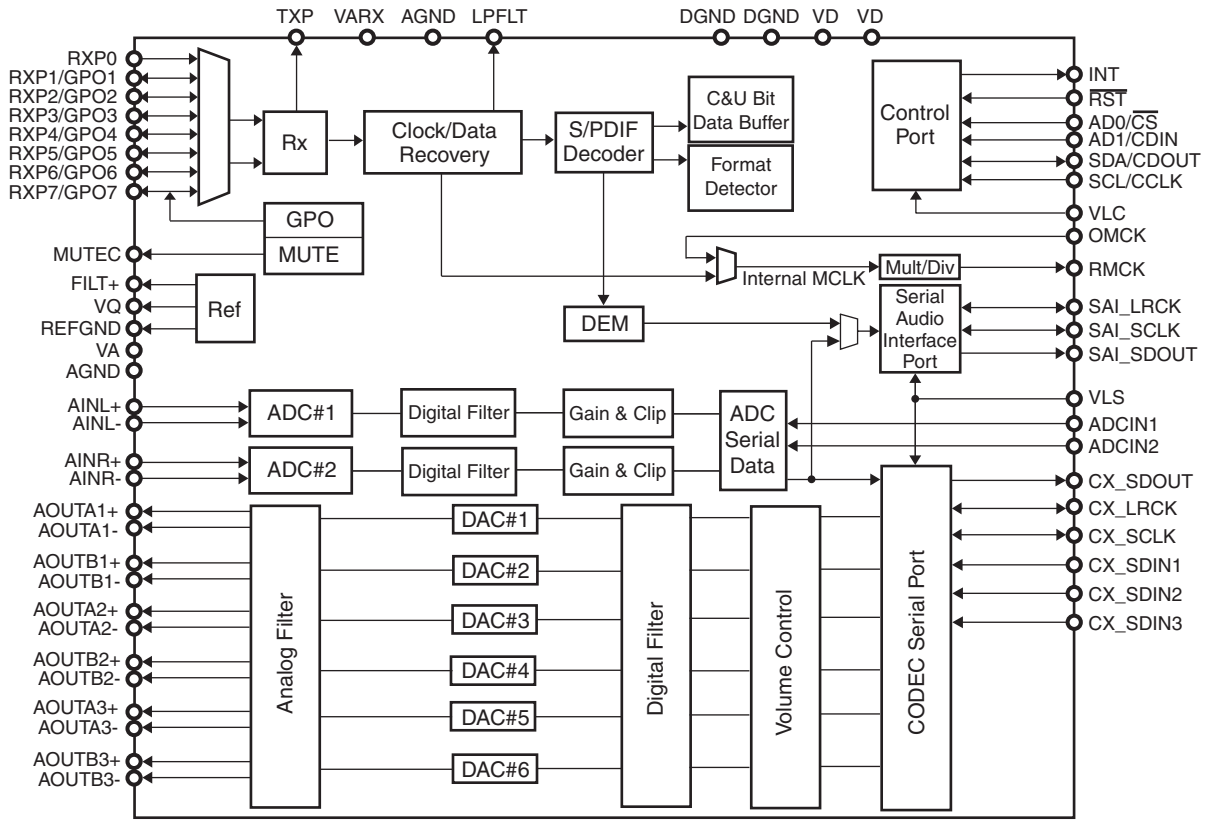 TXP VARX AGND LPFLT DGND DGND VD VD
RXP0
RXP1/GPO1
RXP2/GPO2
RXP3/GPO3
RXP4/GPO4
RXP5/GPO5
RXP6/GPO6
RXP7/GPO7
MUTEC
FILT+
VQ
REFGND
VA
AGND
AINL+
AINL-
AINR+
AINR-
AOUTA1+
AOUTA1-
AOUTB1+
AOUTB1-
AOUTA2+
AOUTA2-
AOUTB2+
AOUTB2-
AOUTA3+
AOUTA3-
AOUTB3+
AOUTB3-
Rx
Clock/Data
Recovery
S/PDIF
Decoder
C&U Bit
Data Buffer
Format
Detector
Control
Port
GPO
MUTE
Ref
Internal MCLK
Mult/Div
DEM
Serial
Audio
Interface
Port
ADC#1
Digital Filter
Gain & Clip
ADC
Serial
Data
ADC#2
Digital Filter
Gain & Clip
Analog Filter
DAC#1
DAC#2
DAC#3
DAC#4
DAC#5
DAC#6
Digital Filter
Volume Control
CODEC Serial Port
INT
RST
AD0/CS
AD1/CDIN
SDA/CDOUT
SCL/CCLK
VLC
OMCK
RMCK
SAI_LRCK
SAI_SCLK
SAI_SDOUT
VLS
ADCIN1
ADCIN2
CX_SDOUT
CX_LRCK
CX_SCLK
CX_SDIN1
CX_SDIN2
CX_SDIN3